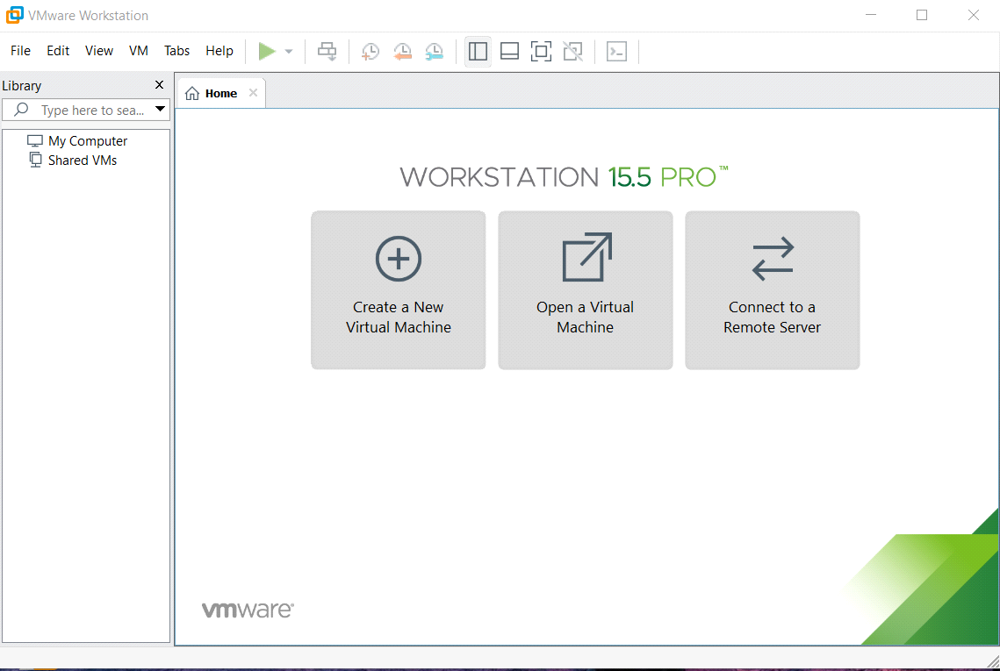 VMware Workstation
File Edit View VM Tabs Help
Library
Type here to sea...
My Computer
Shared VMs
Home
WORKSTATION 15.5 PRO™
Create a New
Virtual Machine
Open a Virtual
Machine
Connect to a
Remote Server
vmware®